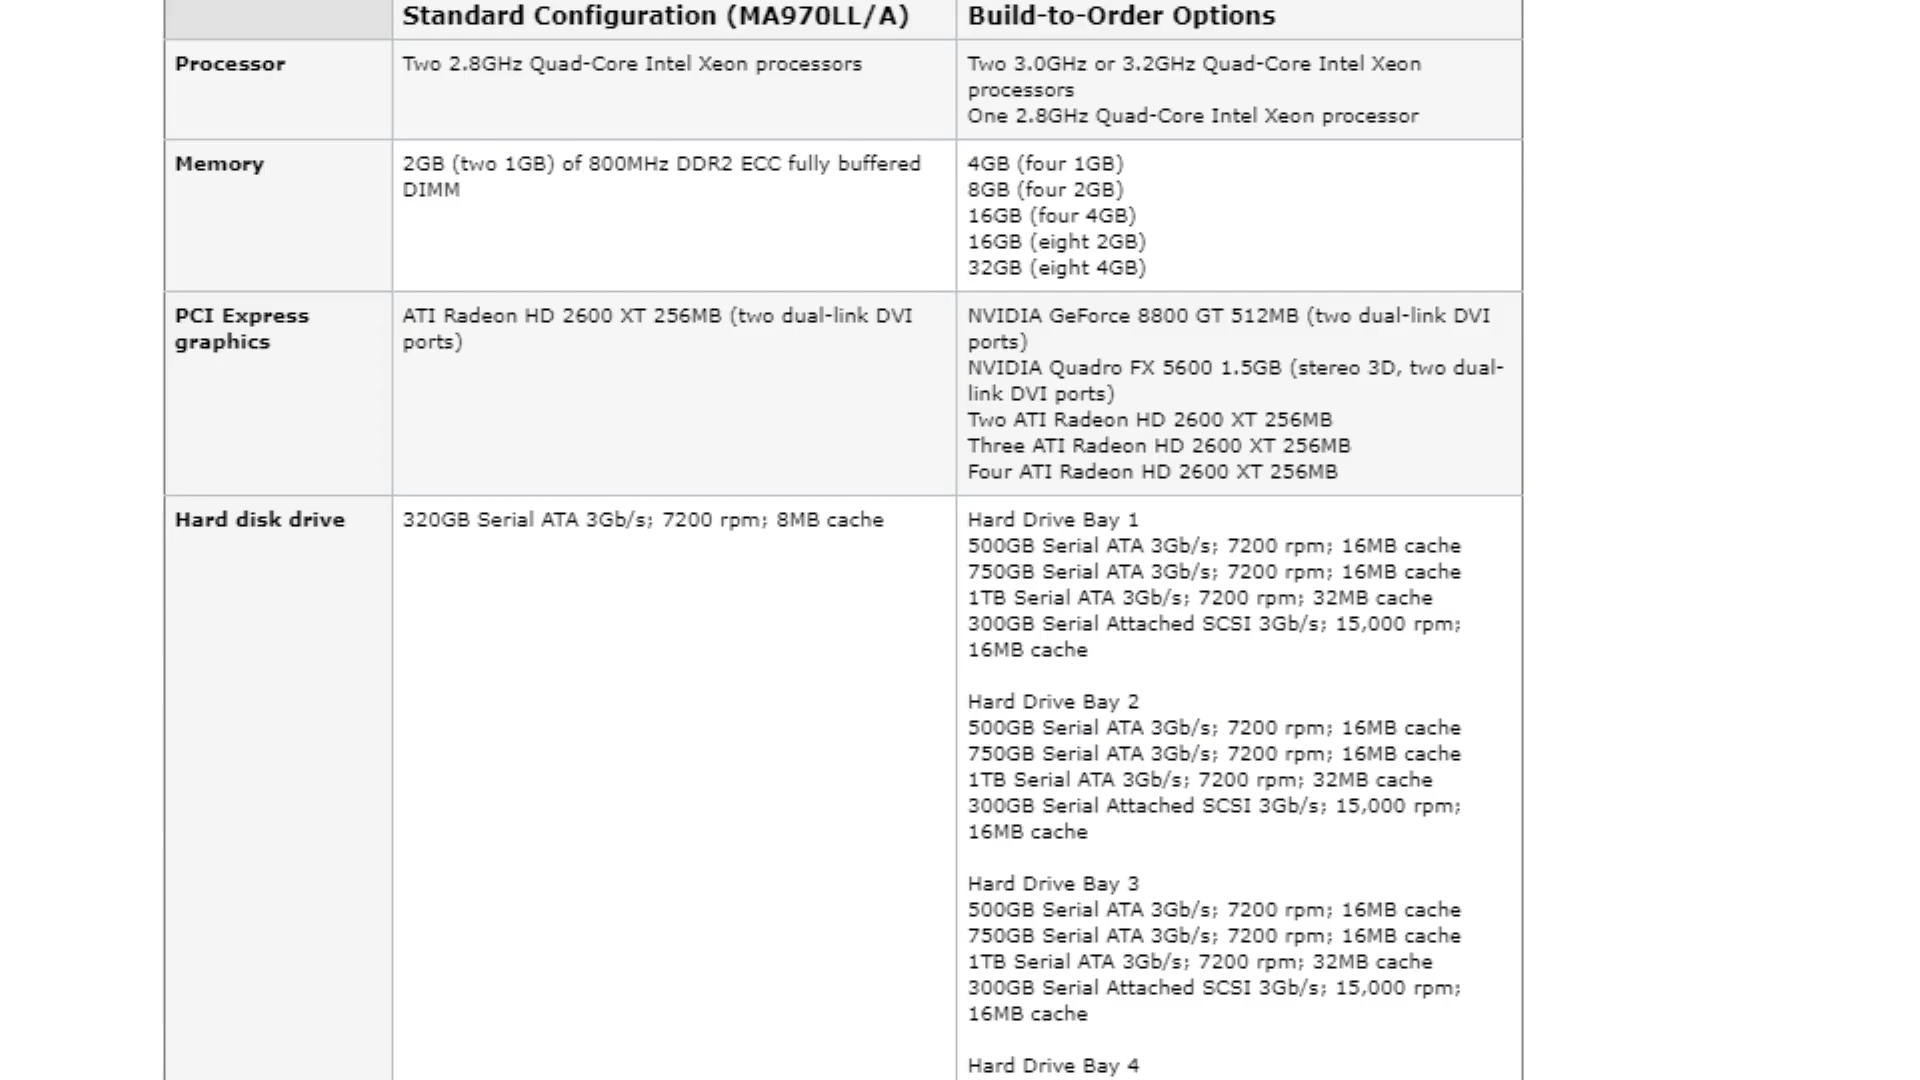 Standard Configuration (MA970LL/A)
Build-to-Order Options
Processor
Two 2.8GHz Quad-Core Intel Xeon processors
Two 3.0GHz or 3.2GHz Quad-Core Intel Xeon
processors
One 2.8GHz Quad-Core Intel Xeon processor
Memory
2GB (two 1GB) of 800MHz DDR2 ECC fully buffered
DIMM
4GB (four 1GB)
8GB (four 2GB)
16GB (four 4GB)
16GB (eight 2GB)
32GB (eight 4GB)
PCI Express
graphics
ATI Radeon HD 2600 XT 256MB (two dual-link DVI
ports)
NVIDIA GeForce 8800 GT 512MB (two dual-link DVI
ports)
NVIDIA Quadro FX 5600 1.5GB (stereo 3D, two dual-
link DVI ports)
Two ATI Radeon HD 2600 XT 256MB
Three ATI Radeon HD 2600 XT 256MB
Four ATI Radeon HD 2600 XT 256MB
Hard disk drive
320GB Serial ATA 3Gb/s; 7200 rpm; 8MB cache
Hard Drive Bay 1
500GB Serial ATA 3Gb/s; 7200 rpm; 16MB cache
750GB Serial ATA 3Gb/s; 7200 rpm; 16MB cache
1TB Serial ATA 3Gb/s; 7200 rpm; 32MB cache
300GB Serial Attached SCSI 3Gb/s; 15,000 rpm;
16MB cache
Hard Drive Bay 2
500GB Serial ATA 3Gb/s; 7200 rpm; 16MB cache
750GB Serial ATA 3Gb/s; 7200 rpm; 16MB cache
1TB Serial ATA 3Gb/s; 7200 rpm; 32MB cache
300GB Serial Attached SCSI 3Gb/s; 15,000 rpm;
16MB cache
Hard Drive Bay 3
500GB Serial ATA 3Gb/s; 7200 rpm; 16MB cache
750GB Serial ATA 3Gb/s; 7200 rpm; 16MB cache
1TB Serial ATA 3Gb/s; 7200 rpm; 32MB cache
300GB Serial Attached SCSI 3Gb/s; 15,000 rpm;
16MB cache
Hard Drive Bay 4